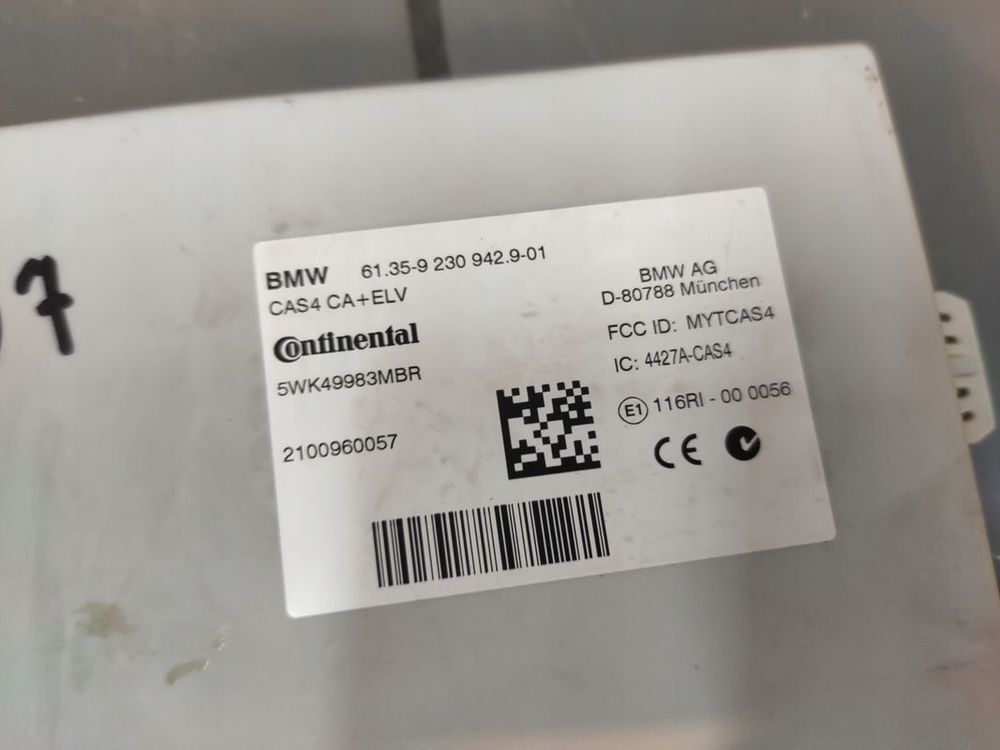 7
BMW 61.35-9 230 942.9-01
CAS4 CA+ELV
Continental
5WK49983MBR
2100960057
BMW AG
D-80788 München
FCC ID: MYTCAS4
IC: 4427A-CAS4
E1 116RI - 00 0056
CE